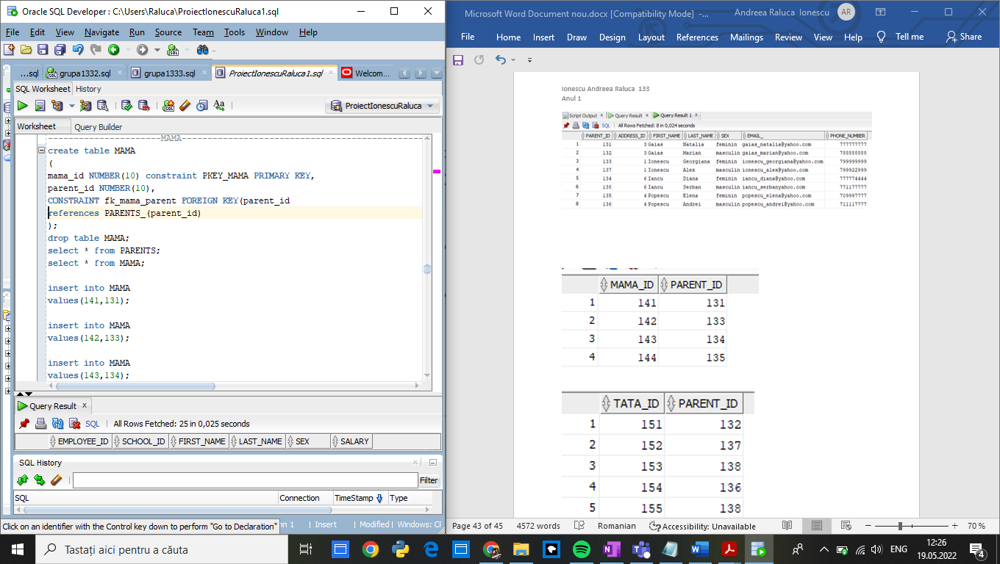 Oracle SQL Developer : C:\Users\Raluca\ProiectIonescuRaluca1.sql
File Edit View Navigate Run Source Team Tools Window Help
...sql grupa1332.sql grupa1333.sql ProiectIonescuRaluca1.sql Welcom...
SQL Worksheet History
ProiectIonescuRaluca
Worksheet Query Builder
----------------------MAMA-----------------------------------------------
create table MAMA
(
mama_id NUMBER(10) constraint PKEY_MAMA PRIMARY KEY,
parent_id NUMBER(10),
CONSTRAINT fk_mama_parent FOREIGN KEY(parent_id
references PARENTS_(parent_id)
);
drop table MAMA;
select * from PARENTS;
select * from MAMA;
insert into MAMA
values(141,131);
insert into MAMA
values(142,133);
insert into MAMA
values(143,134);
Query Result x
SQL | All Rows Fetched: 25 in 0,025 seconds
EMPLOYEE_ID SCHOOL_ID FIRST_NAME LAST_NAME SEX SALARY
SQL History
Filter
SQL Connection TimeStamp Type
Click on an identifier with the Control key down to perform "Go to Declaration"
nn 1 | Insert | Modified | Windows: CF
Microsoft Word Document nou.docx [Compatibility Mode] -... Andreea Raluca Ionescu AR
File Home Insert Draw Design Layout References Mailings Review View Help Tell me Share
Ionescu Andreea Raluca 133
Anul 1
Script Output x Query Result x Query Result 1 x
SQL | All Rows Fetched: 8 in 0,024 seconds
PARENT_ID ADDRESS_ID FIRST_NAME LAST_NAME SEX EMAIL_ PHONE_NUMBER
1 131 3 Gaias Natalia feminin gaias_natalia@yahoo.com 777777777
2 132 3 Gaias Marian masculin gaias_marian@yahoo.com 788888888
3 133 1 Ionescu Georgiana feminin ionescu_georgiana@yahoo.com 799999999
4 137 1 Ionescu Alex masculin ionescu_alex@yahoo.com 799922999
5 134 6 Iancu Diana feminin iancu_diana@yahoo.com 777774444
6 138 6 Iancu Serban masculin iancu_serbanyahoo.com 771177777
7 135 4 Popescu Elena feminin popescu_elena@yahoo.com 709997777
8 136 4 Popescu Andrei masculin popescu_andrei@yahoo.com 711117777
MAMA_ID PARENT_ID
1 141 131
2 142 133
3 143 134
4 144 135
TATA_ID PARENT_ID
1 151 132
2 152 137
3 153 138
4 154 136
5 155 138
Page 43 of 45 4572 words Romanian Accessibility: Unavailable 70 %
Tastați aici pentru a căuta
ENG 12:26
19.05.2022
4